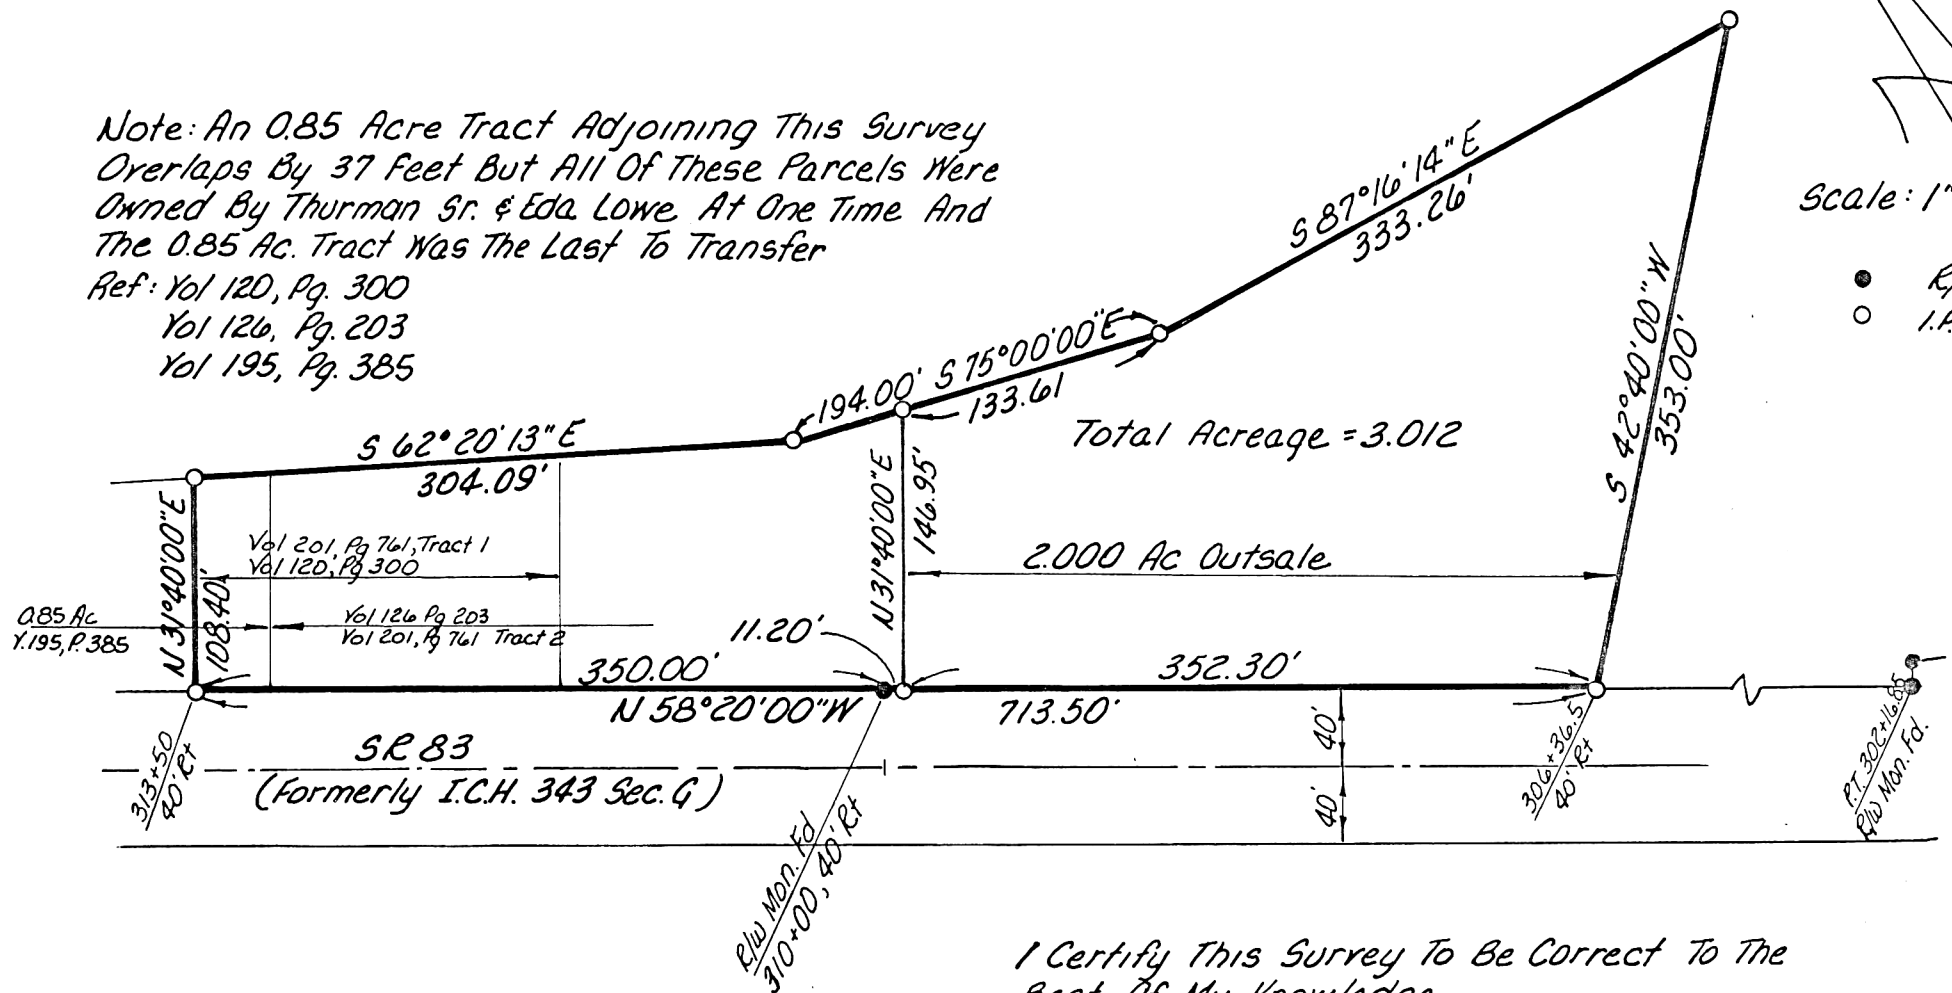 Note: An 0.85 Acre Tract Adjoining This Survey
Overlaps By 37 Feet But All Of These Parcels Were
Owned By Thurman Sr. & Eda Lowe At One Time And
The 0.85 Ac. Tract Was The Last To Transfer
Ref: Vol 120, Pg. 300
Vol 126, Pg. 203
Vol 195, Pg. 385
Scale: 1"
S 87°16'14" E
333.26'
S 42°40'00" W
353.00'
194.00' S 75°00'00" E
133.61
Total Acreage = 3.012
S 62°20'13" E
304.09'
N 31°40'00" E
108.40'
Vol 201, Pg 761, Tract 1
Vol 120, Pg 300
0.85 Ac
V.195, P.385
Vol 126 Pg 203
Vol 201, Pg 761 Tract 2
N 31°40'00" E
146.95'
2.000 Ac Outsale
11.20'
350.00'
352.30'
N 58°20'00" W
713.50'
40'
40'
SR 83
(Formerly I.C.H. 343 Sec. G)
313+50
40' Rt
R/W Mon. Fd
310+00, 40' Rt
306+36.5
40' Rt
P.T. 302+16.85
R/W Mon. Fd.
I Certify This Survey To Be Correct To The
Best Of My Knowledge